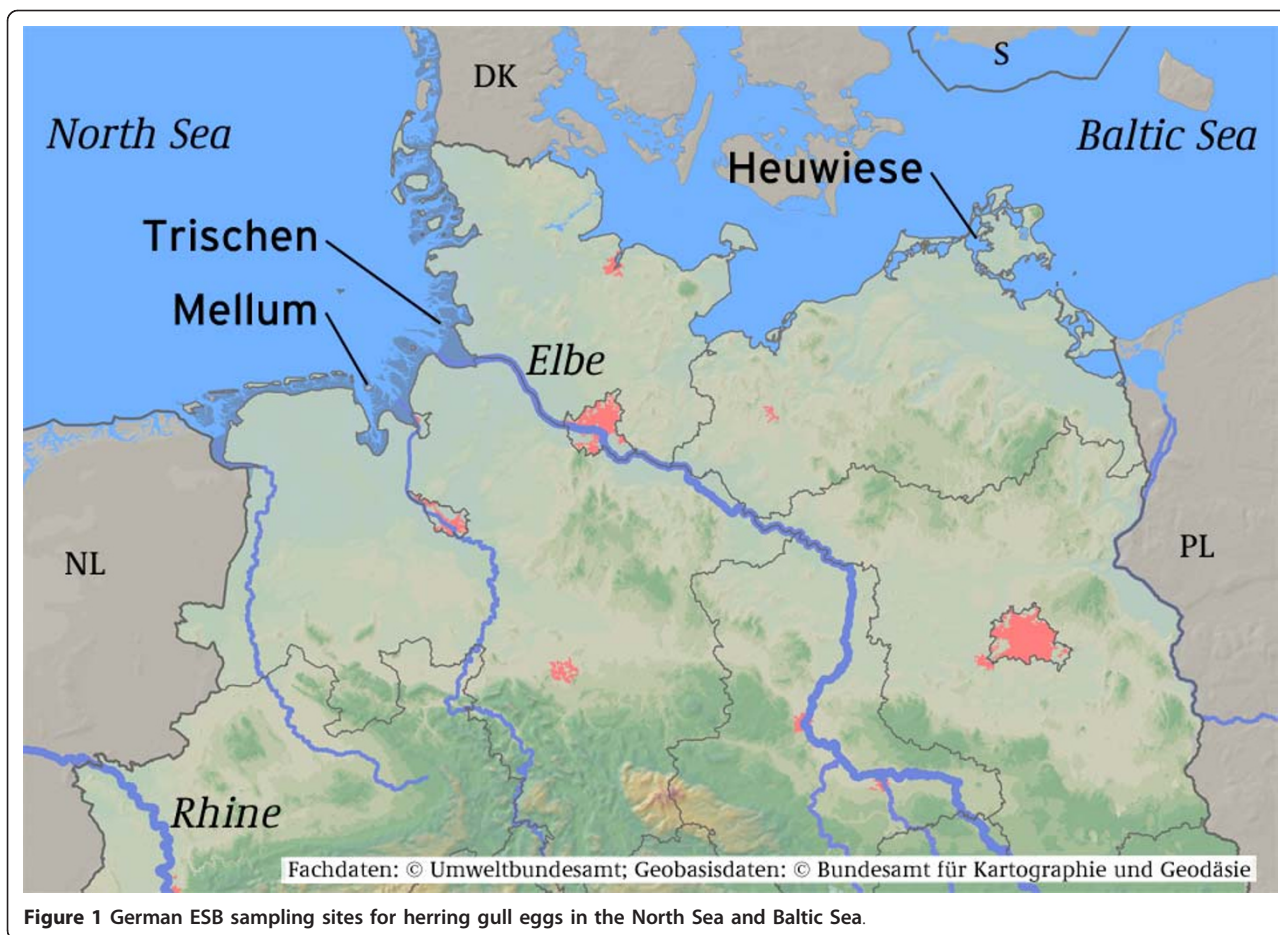 DK
S
North Sea
Baltic Sea
Heuwiese
Trischen
Mellum
Elbe
NL
PL
Rhine
Fachdaten: © Umweltbundesamt; Geobasisdaten: © Bundesamt für Kartographie und Geodäsie
Figure 1 German ESB sampling sites for herring gull eggs in the North Sea and Baltic Sea.